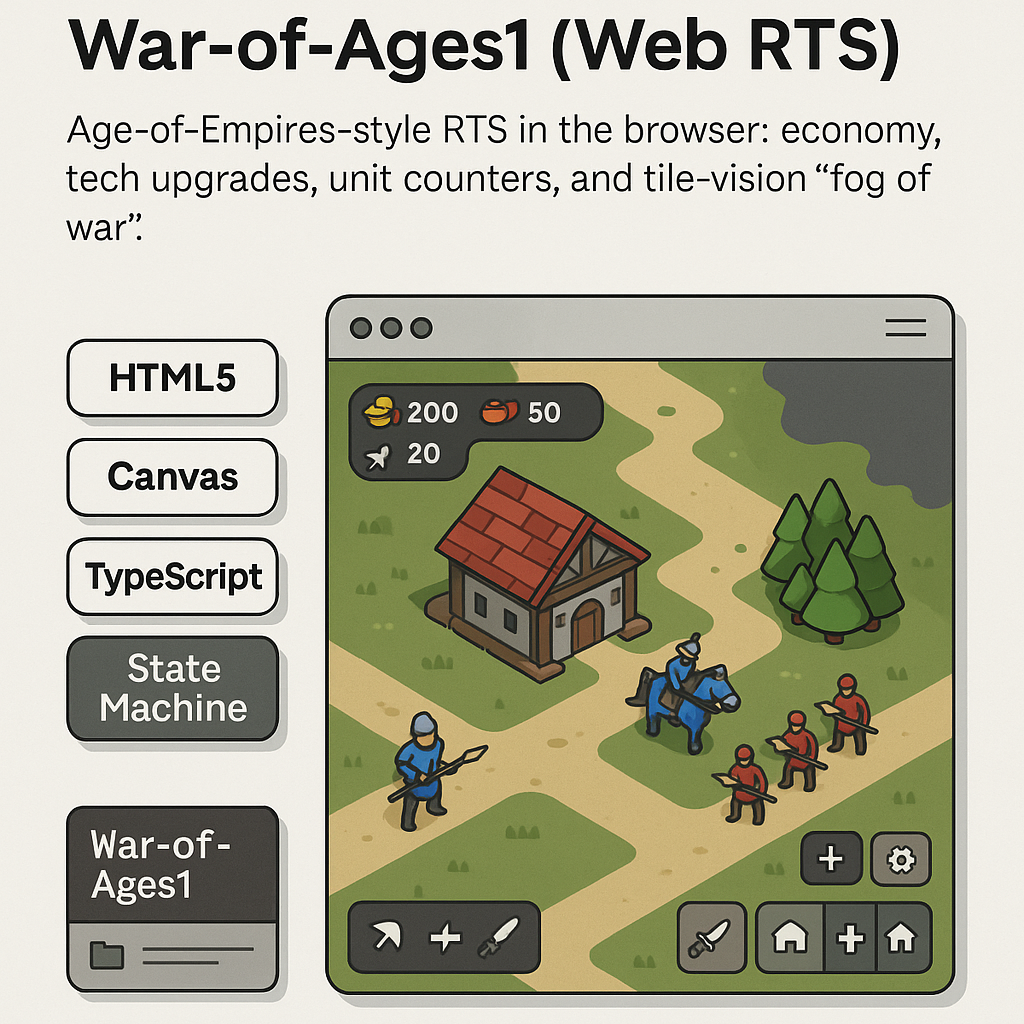 War-of-Ages1 (Web RTS)
Age-of-Empires-style RTS in the browser: economy,
tech upgrades, unit counters, and tile-vision “fog of
war”.
HTML5
Canvas
TypeScript
State
Machine
War-of-
Ages1
200 50
20